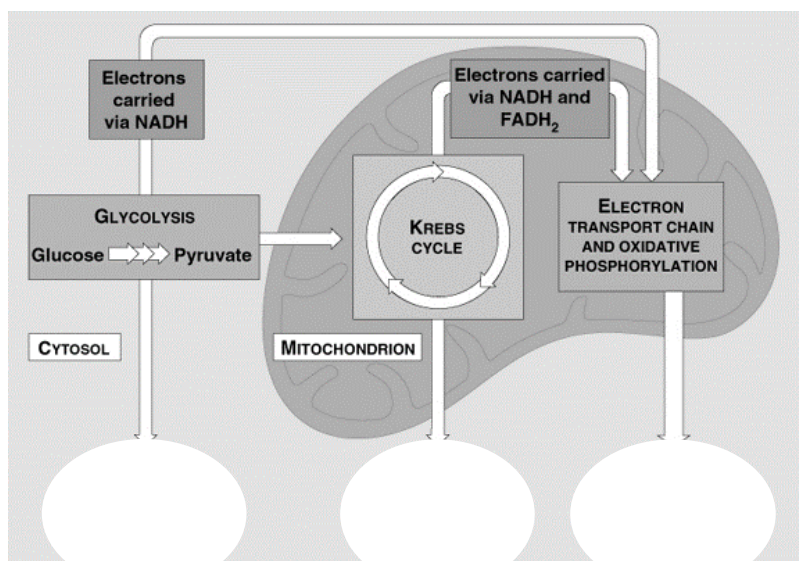 Electrons
carried
via NADH
Electrons carried
via NADH and
FADH₂
GLYCOLYSIS
Glucose Pyruvate
KREBS
CYCLE
ELECTRON
TRANSPORT CHAIN
AND OXIDATIVE
PHOSPHORYLATION
CYTOSOL
MITOCHONDRION